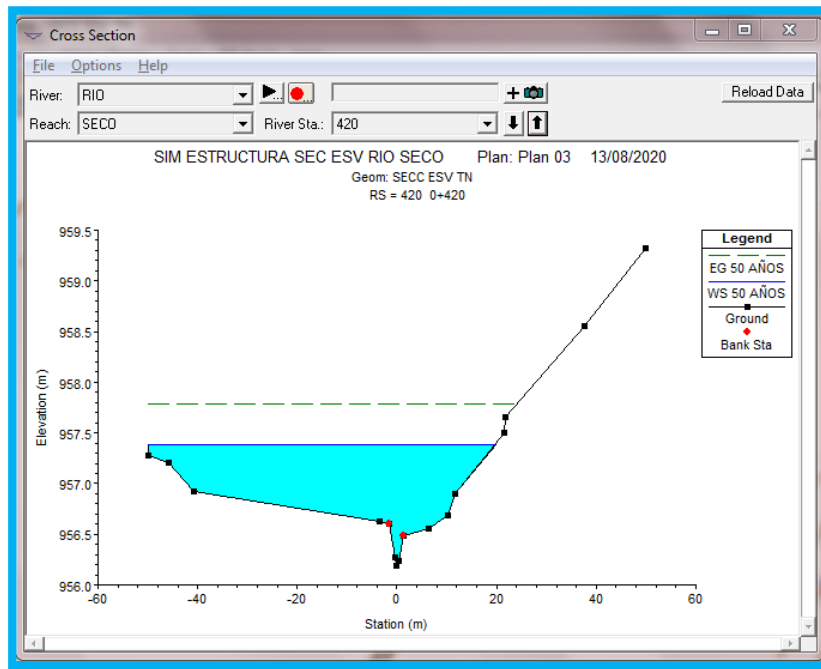 Cross Section
File Options Help
River: RIO Reload Data
Reach: SECO River Sta.: 420
SIM ESTRUCTURA SEC ESV RIO SECO Plan: Plan 03 13/08/2020
Geom: SECC ESV TN
RS = 420 0+420
Legend
EG 50 AÑOS
WS 50 AÑOS
Ground
Bank Sta
Elevation (m)
959.5
959.0
958.5
958.0
957.5
957.0
956.5
956.0
-60 -40 -20 0 20 40 60
Station (m)